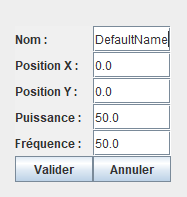 Nom : DefaultName
Position X : 0.0
Position Y : 0.0
Puissance : 50.0
Fréquence : 50.0
Valider Annuler